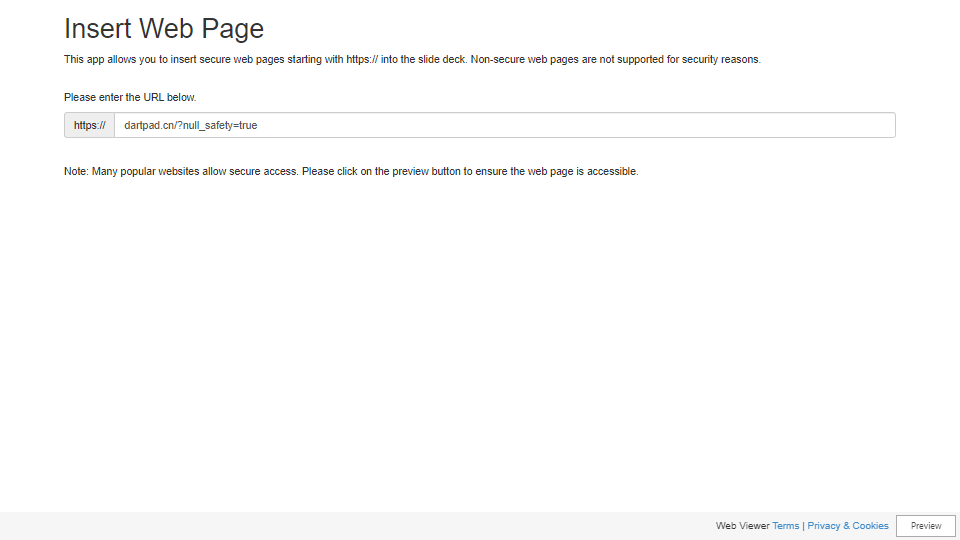 Insert Web Page
This app allows you to insert secure web pages starting with https:// into the slide deck. Non-secure web pages are not supported for security reasons.
Please enter the URL below.
https:// dartpad.cn/?null_safety=true
Note: Many popular websites allow secure access. Please click on the preview button to ensure the web page is accessible.
Web Viewer Terms | Privacy & Cookies Preview